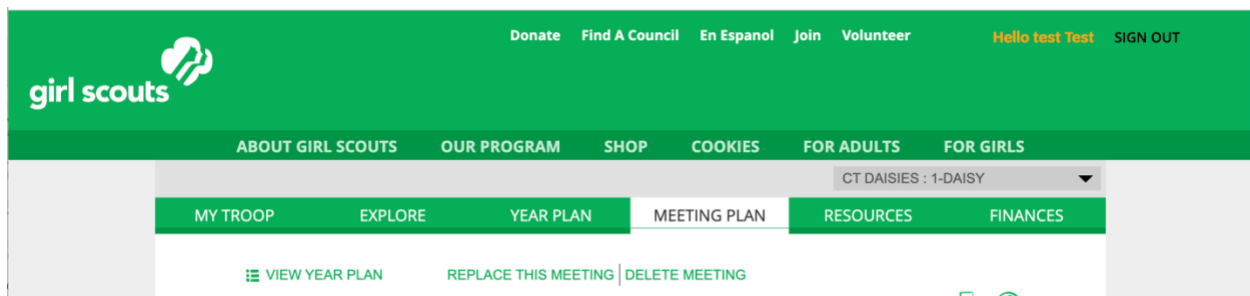 Donate Find A Council En Espanol Join Volunteer Hello test Test SIGN OUT
girl scouts
ABOUT GIRL SCOUTS OUR PROGRAM SHOP COOKIES FOR ADULTS FOR GIRLS
CT DAISIES : 1-DAISY
MY TROOP EXPLORE YEAR PLAN MEETING PLAN RESOURCES FINANCES
VIEW YEAR PLAN REPLACE THIS MEETING DELETE MEETING